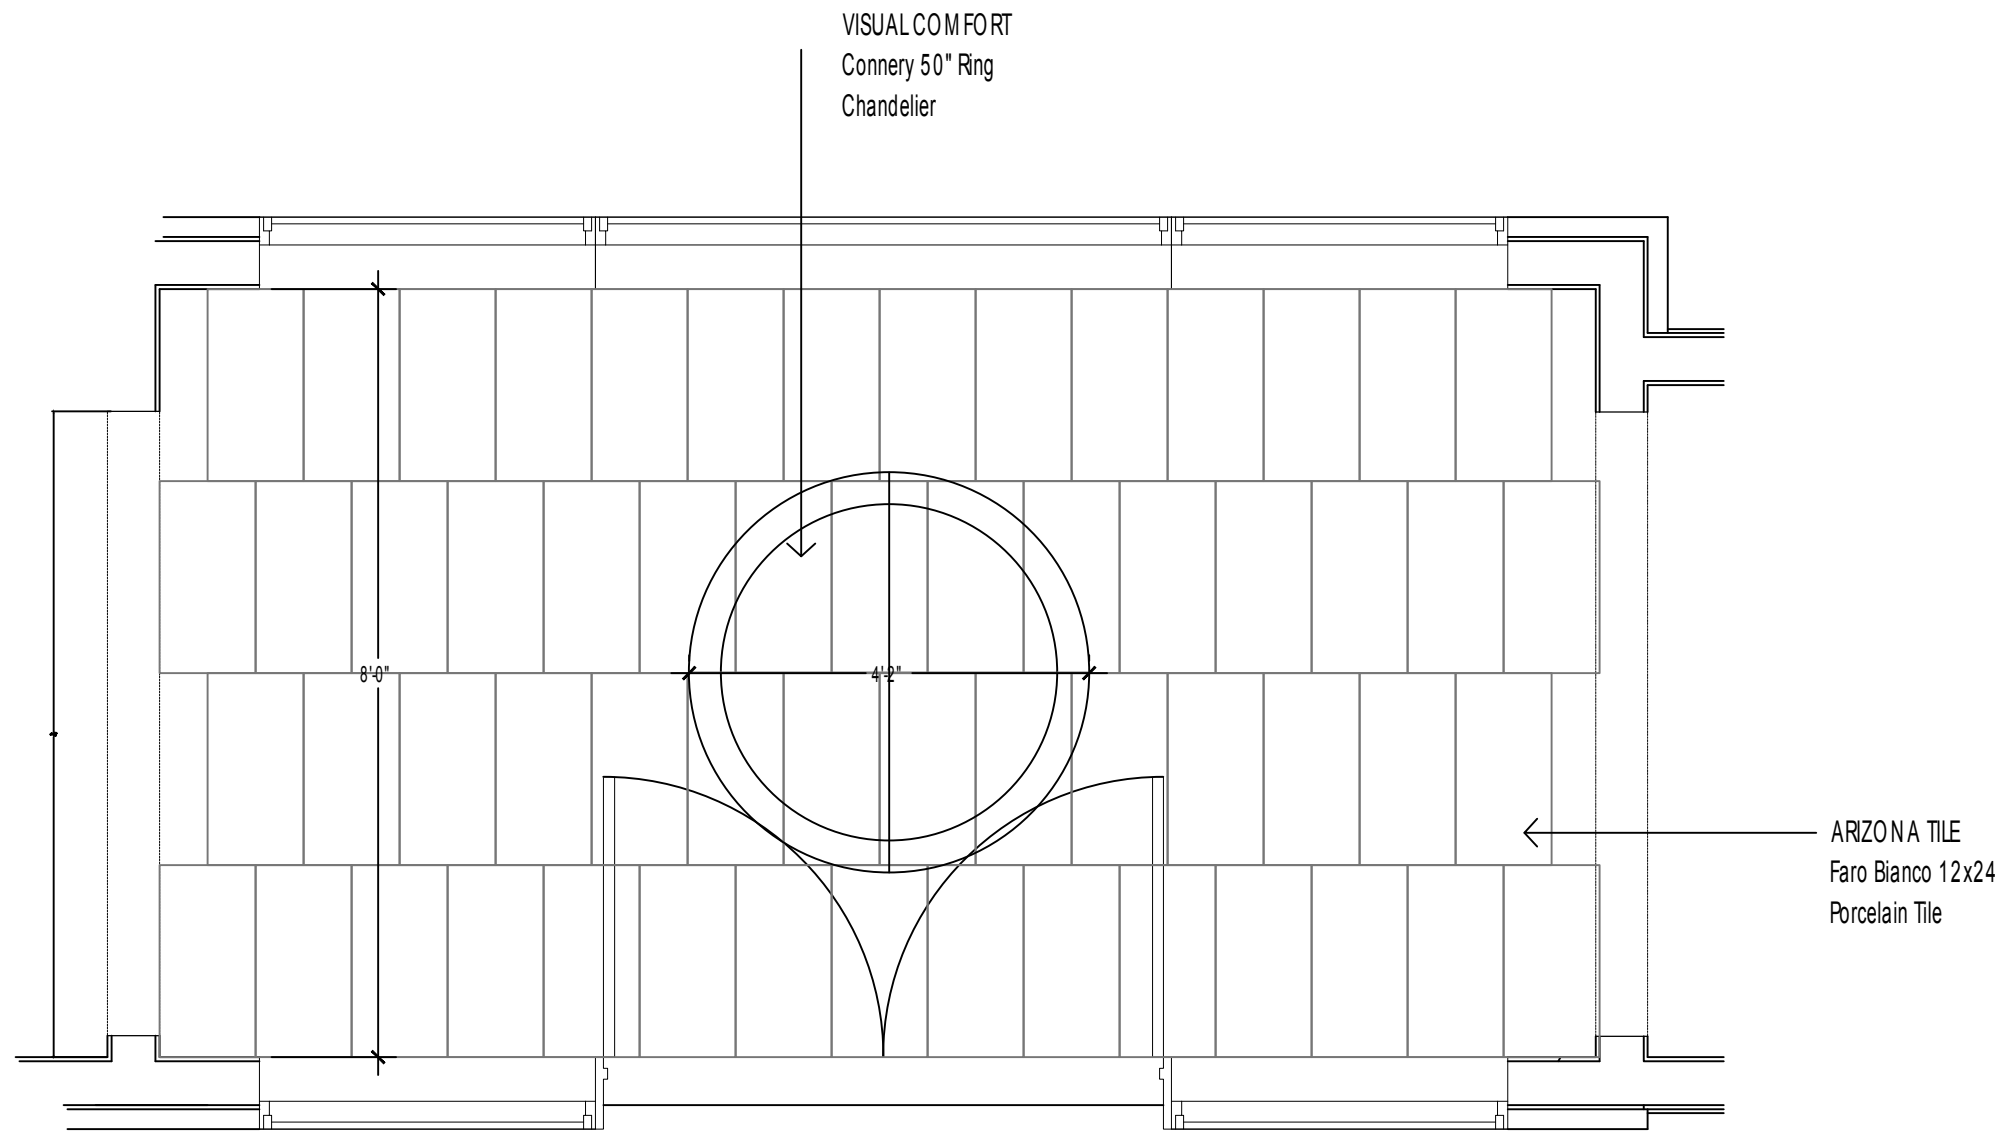 VISUAL COMFORT
Connery 50" Ring
Chandelier
8'-0"
4'-2"
ARIZONA TILE
Faro Bianco 12x24
Porcelain Tile